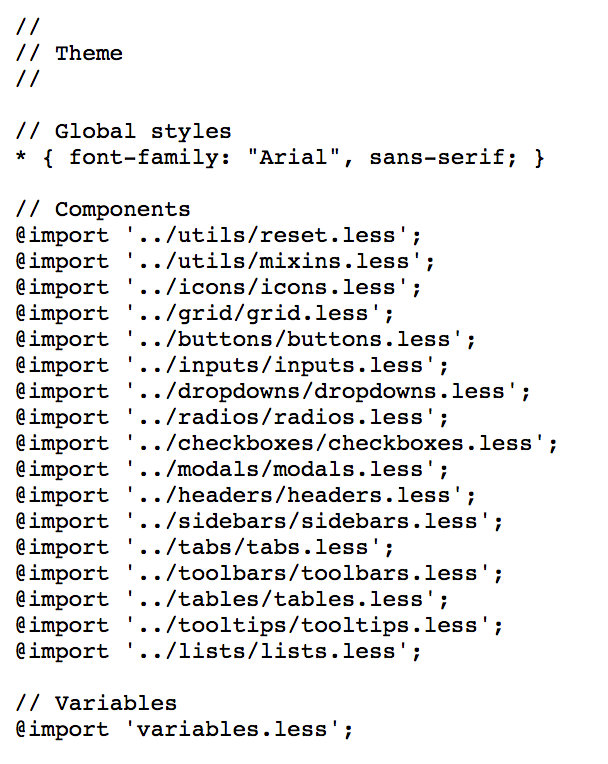 //
// Theme
//
// Global styles
* { font-family: "Arial", sans-serif; }
// Components
@import '../utils/reset.less';
@import '../utils/mixins.less';
@import '../icons/icons.less';
@import '../grid/grid.less';
@import '../buttons/buttons.less';
@import '../inputs/inputs.less';
@import '../dropdowns/dropdowns.less';
@import '../radios/radios.less';
@import '../checkboxes/checkboxes.less';
@import '../modals/modals.less';
@import '../headers/headers.less';
@import '../sidebars/sidebars.less';
@import '../tabs/tabs.less';
@import '../toolbars/toolbars.less';
@import '../tables/tables.less';
@import '../tooltips/tooltips.less';
@import '../lists/lists.less';
// Variables
@import 'variables.less';